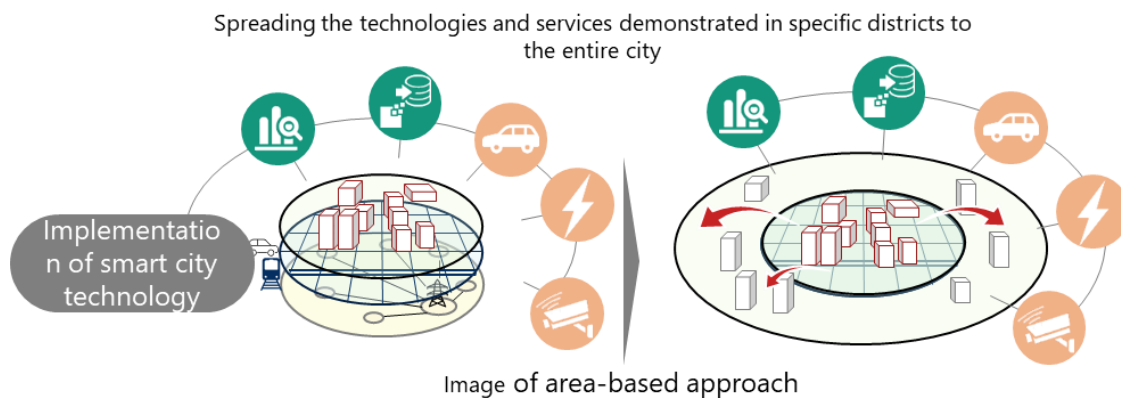 Spreading the technologies and services demonstrated in specific districts to
the entire city
Implementatio
n of smart city
technology
Image of area-based approach